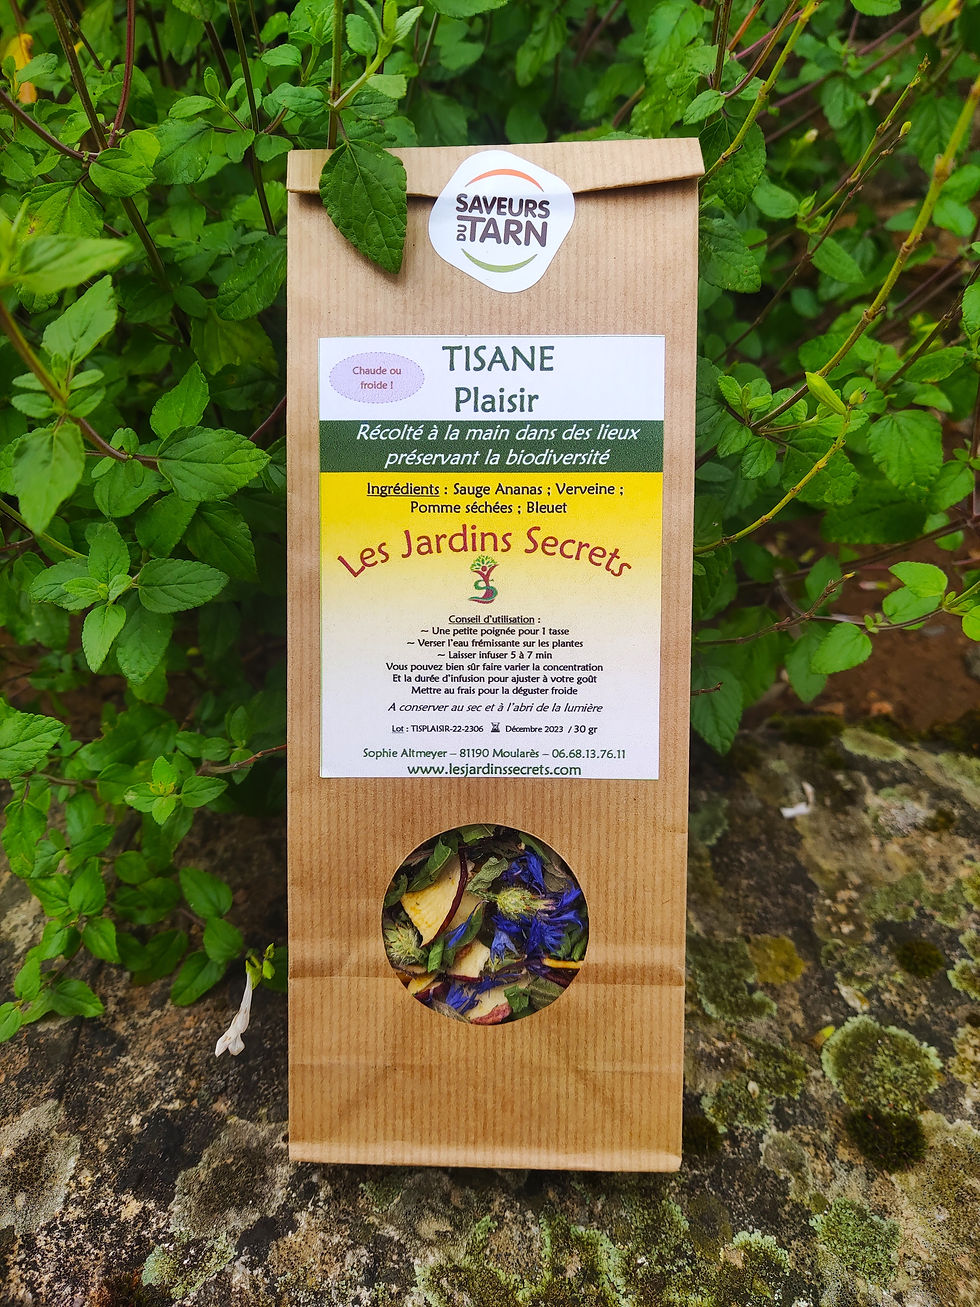 SAVEURS
DU TARN
Chaude ou
froide !
TISANE
Plaisir
Récolté à la main dans des lieux
préservant la biodiversité
Ingrédients : Sauge Ananas ; Verveine ;
Pomme séchées ; Bleuet
Les Jardins Secrets
Conseil d'utilisation :
~ Une petite poignée pour 1 tasse
~ Verser l'eau frémissante sur les plantes
~ Laisser infuser 5 à 7 min
Vous pouvez bien sûr faire varier la concentration
Et la durée d'infusion pour ajuster à votre goût
Mettre au frais pour la déguster froide
A conserver au sec et à l'abri de la lumière
Lot : TISPLAISIR-22-2306 ⌛ Décembre 2023 / 30 gr
Sophie Altmeyer – 81190 Moularès – 06.68.13.76.11
www.lesjardinssecrets.com